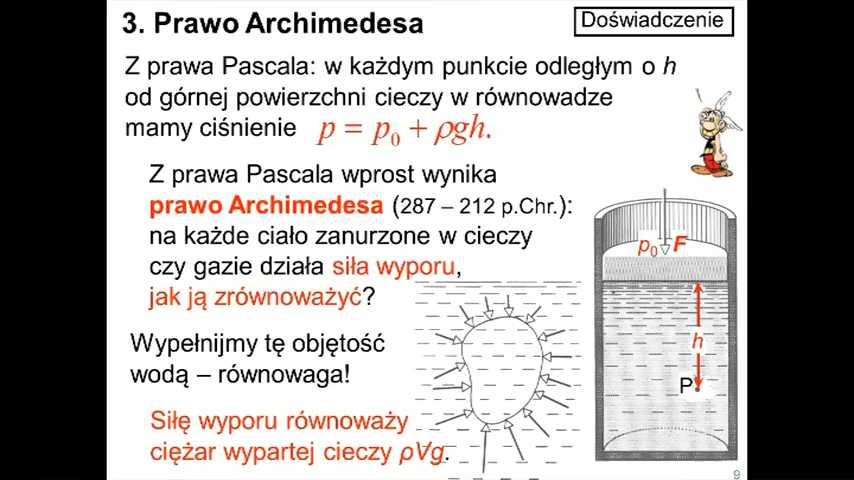 3. Prawo Archimedesa
Doświadczenie
Z prawa Pascala: w każdym punkcie odległym o h
od górnej powierzchni cieczy w równowadze
mamy ciśnienie p = p₀ + ρgh.
Z prawa Pascala wprost wynika
prawo Archimedesa (287 – 212 p.Chr.):
na każde ciało zanurzone w cieczy
czy gazie działa siła wyporu,
jak ją zrównoważyć?
p₀ F
h
P
Wypełnijmy tę objętość
wodą – równowaga!
Siłę wyporu równoważy
ciężar wypartej cieczy ρVg.
9